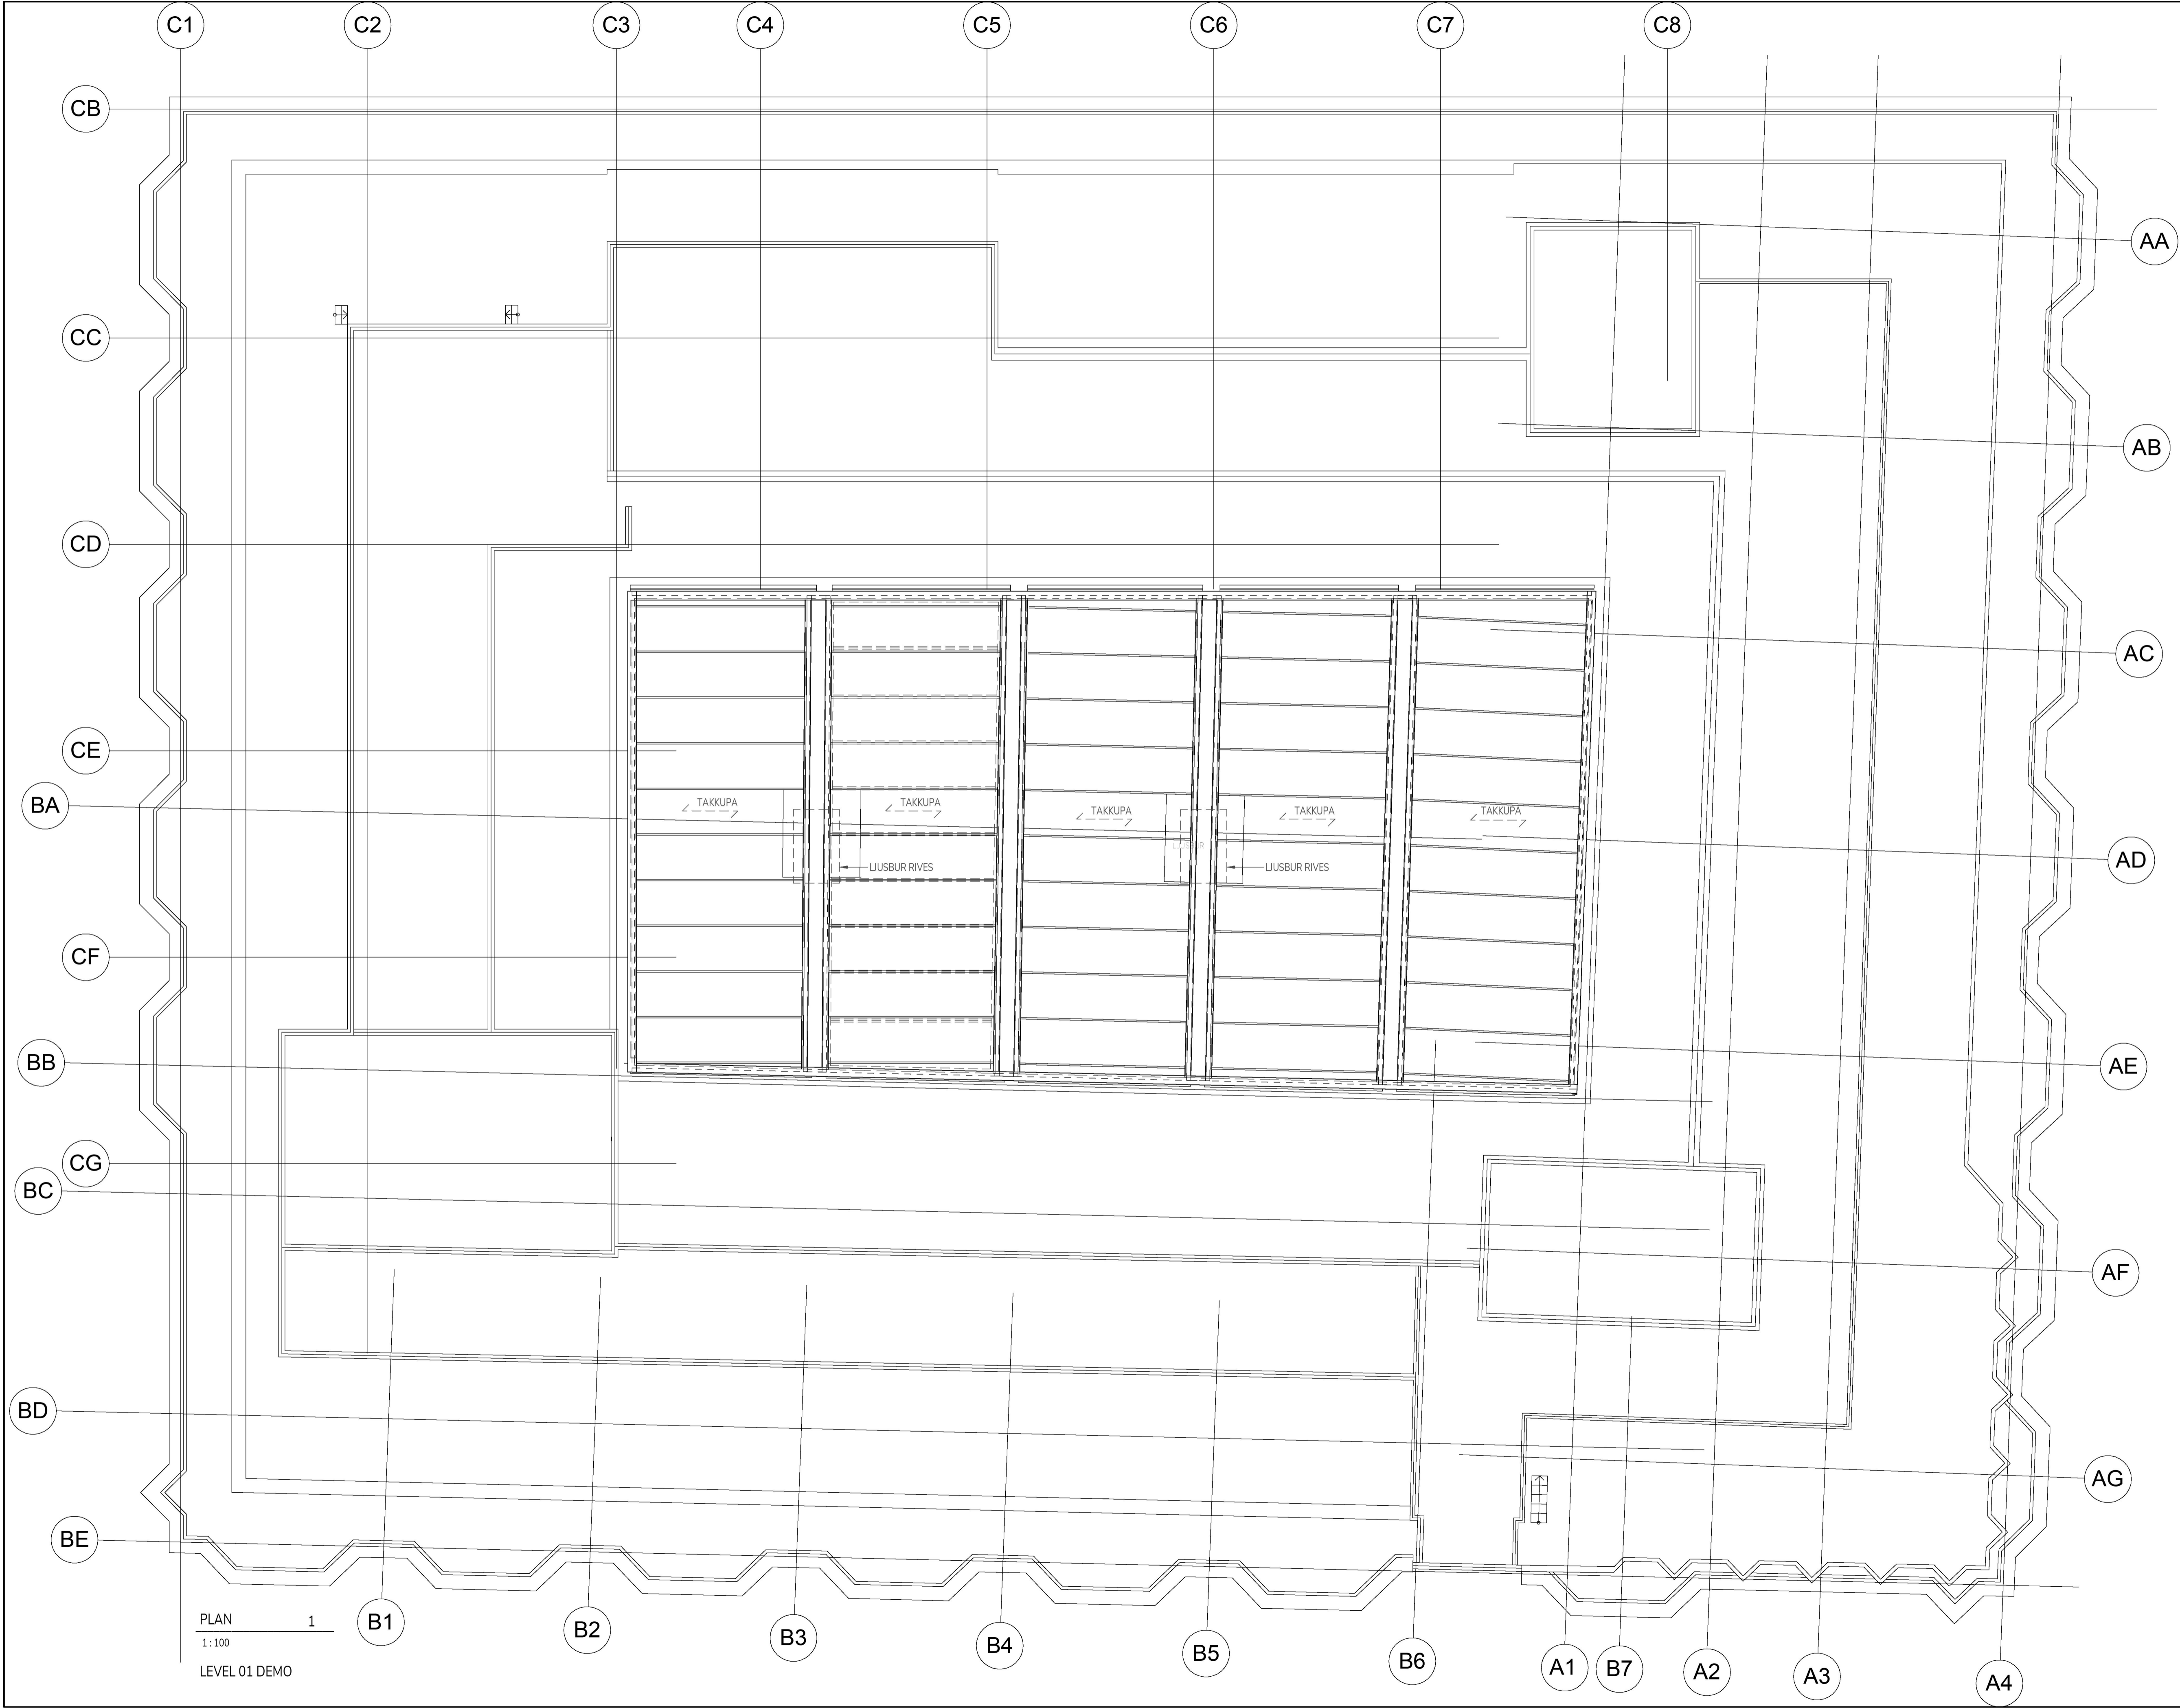 C1 C2 C3 C4 C5 C6 C7 C8
CB
AA
CC
AB
CD
AC
CE
BA
TAKKUPA TAKKUPA TAKKUPA TAKKUPA TAKKUPA
AD
LJUSBUR RIVES LJUSBUR RIVES
CF
BB
AE
CG
BC
AF
BD
AG
BE
PLAN 1
1 : 100
LEVEL 01 DEMO
B1 B2 B3 B4 B5 B6 A1 B7 A2 A3 A4